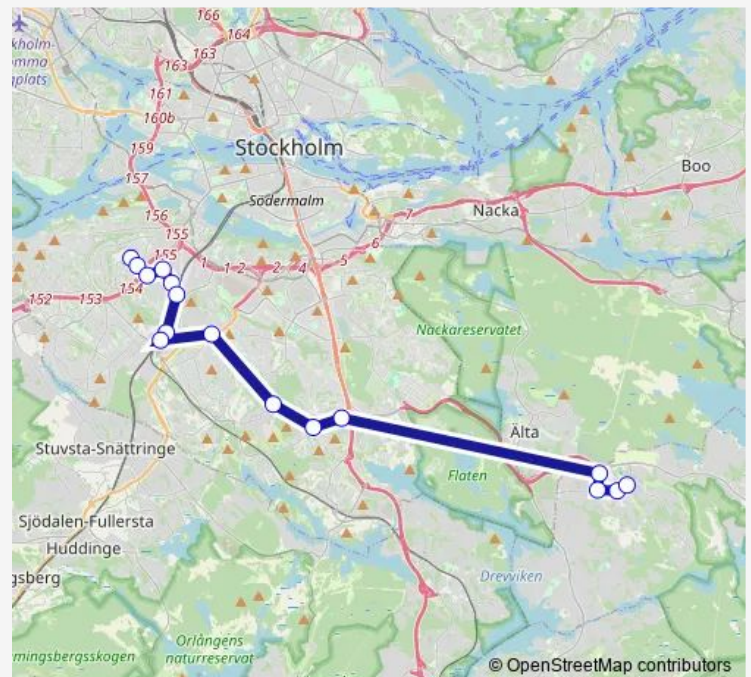 166
164
163
kholm-
omma
gplats
163
161
160b
159
157
156
155
155
154
152 153
1 1 2 2 4 5 6 7
Stockholm
Södermalm
Boo
Nacka
Nackareservatet
Älta
Flaten
Stuvsta-Snättringe
Sjödalen-Fullersta
Huddinge
gsberg
Drevviken
Orlångens
naturreservat
mingsbergsskogen
© OpenStreetMap contributors